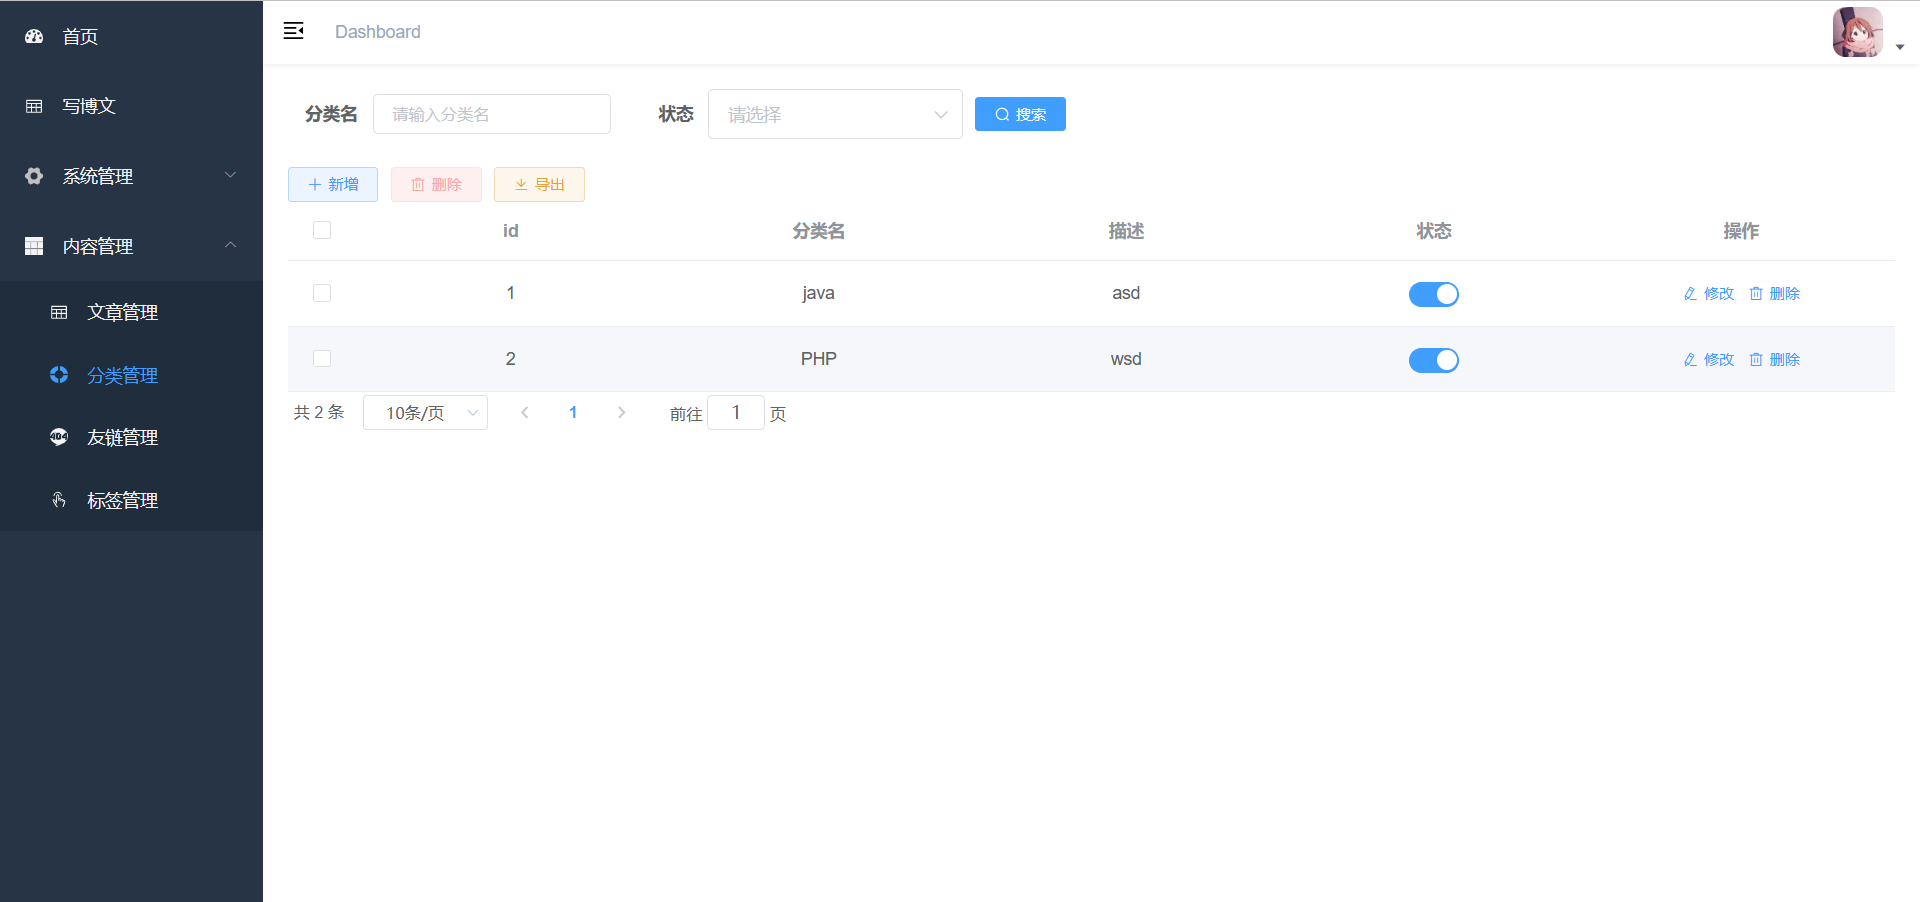 首页
写博文
系统管理
内容管理
文章管理
分类管理
友链管理
标签管理
Dashboard
分类名 请输入分类名 状态 请选择 搜索
新增 删除 导出
id 分类名 描述 状态 操作
1 java asd 修改 删除
2 PHP wsd 修改 删除
共 2 条 10条/页 1 前往 1 页